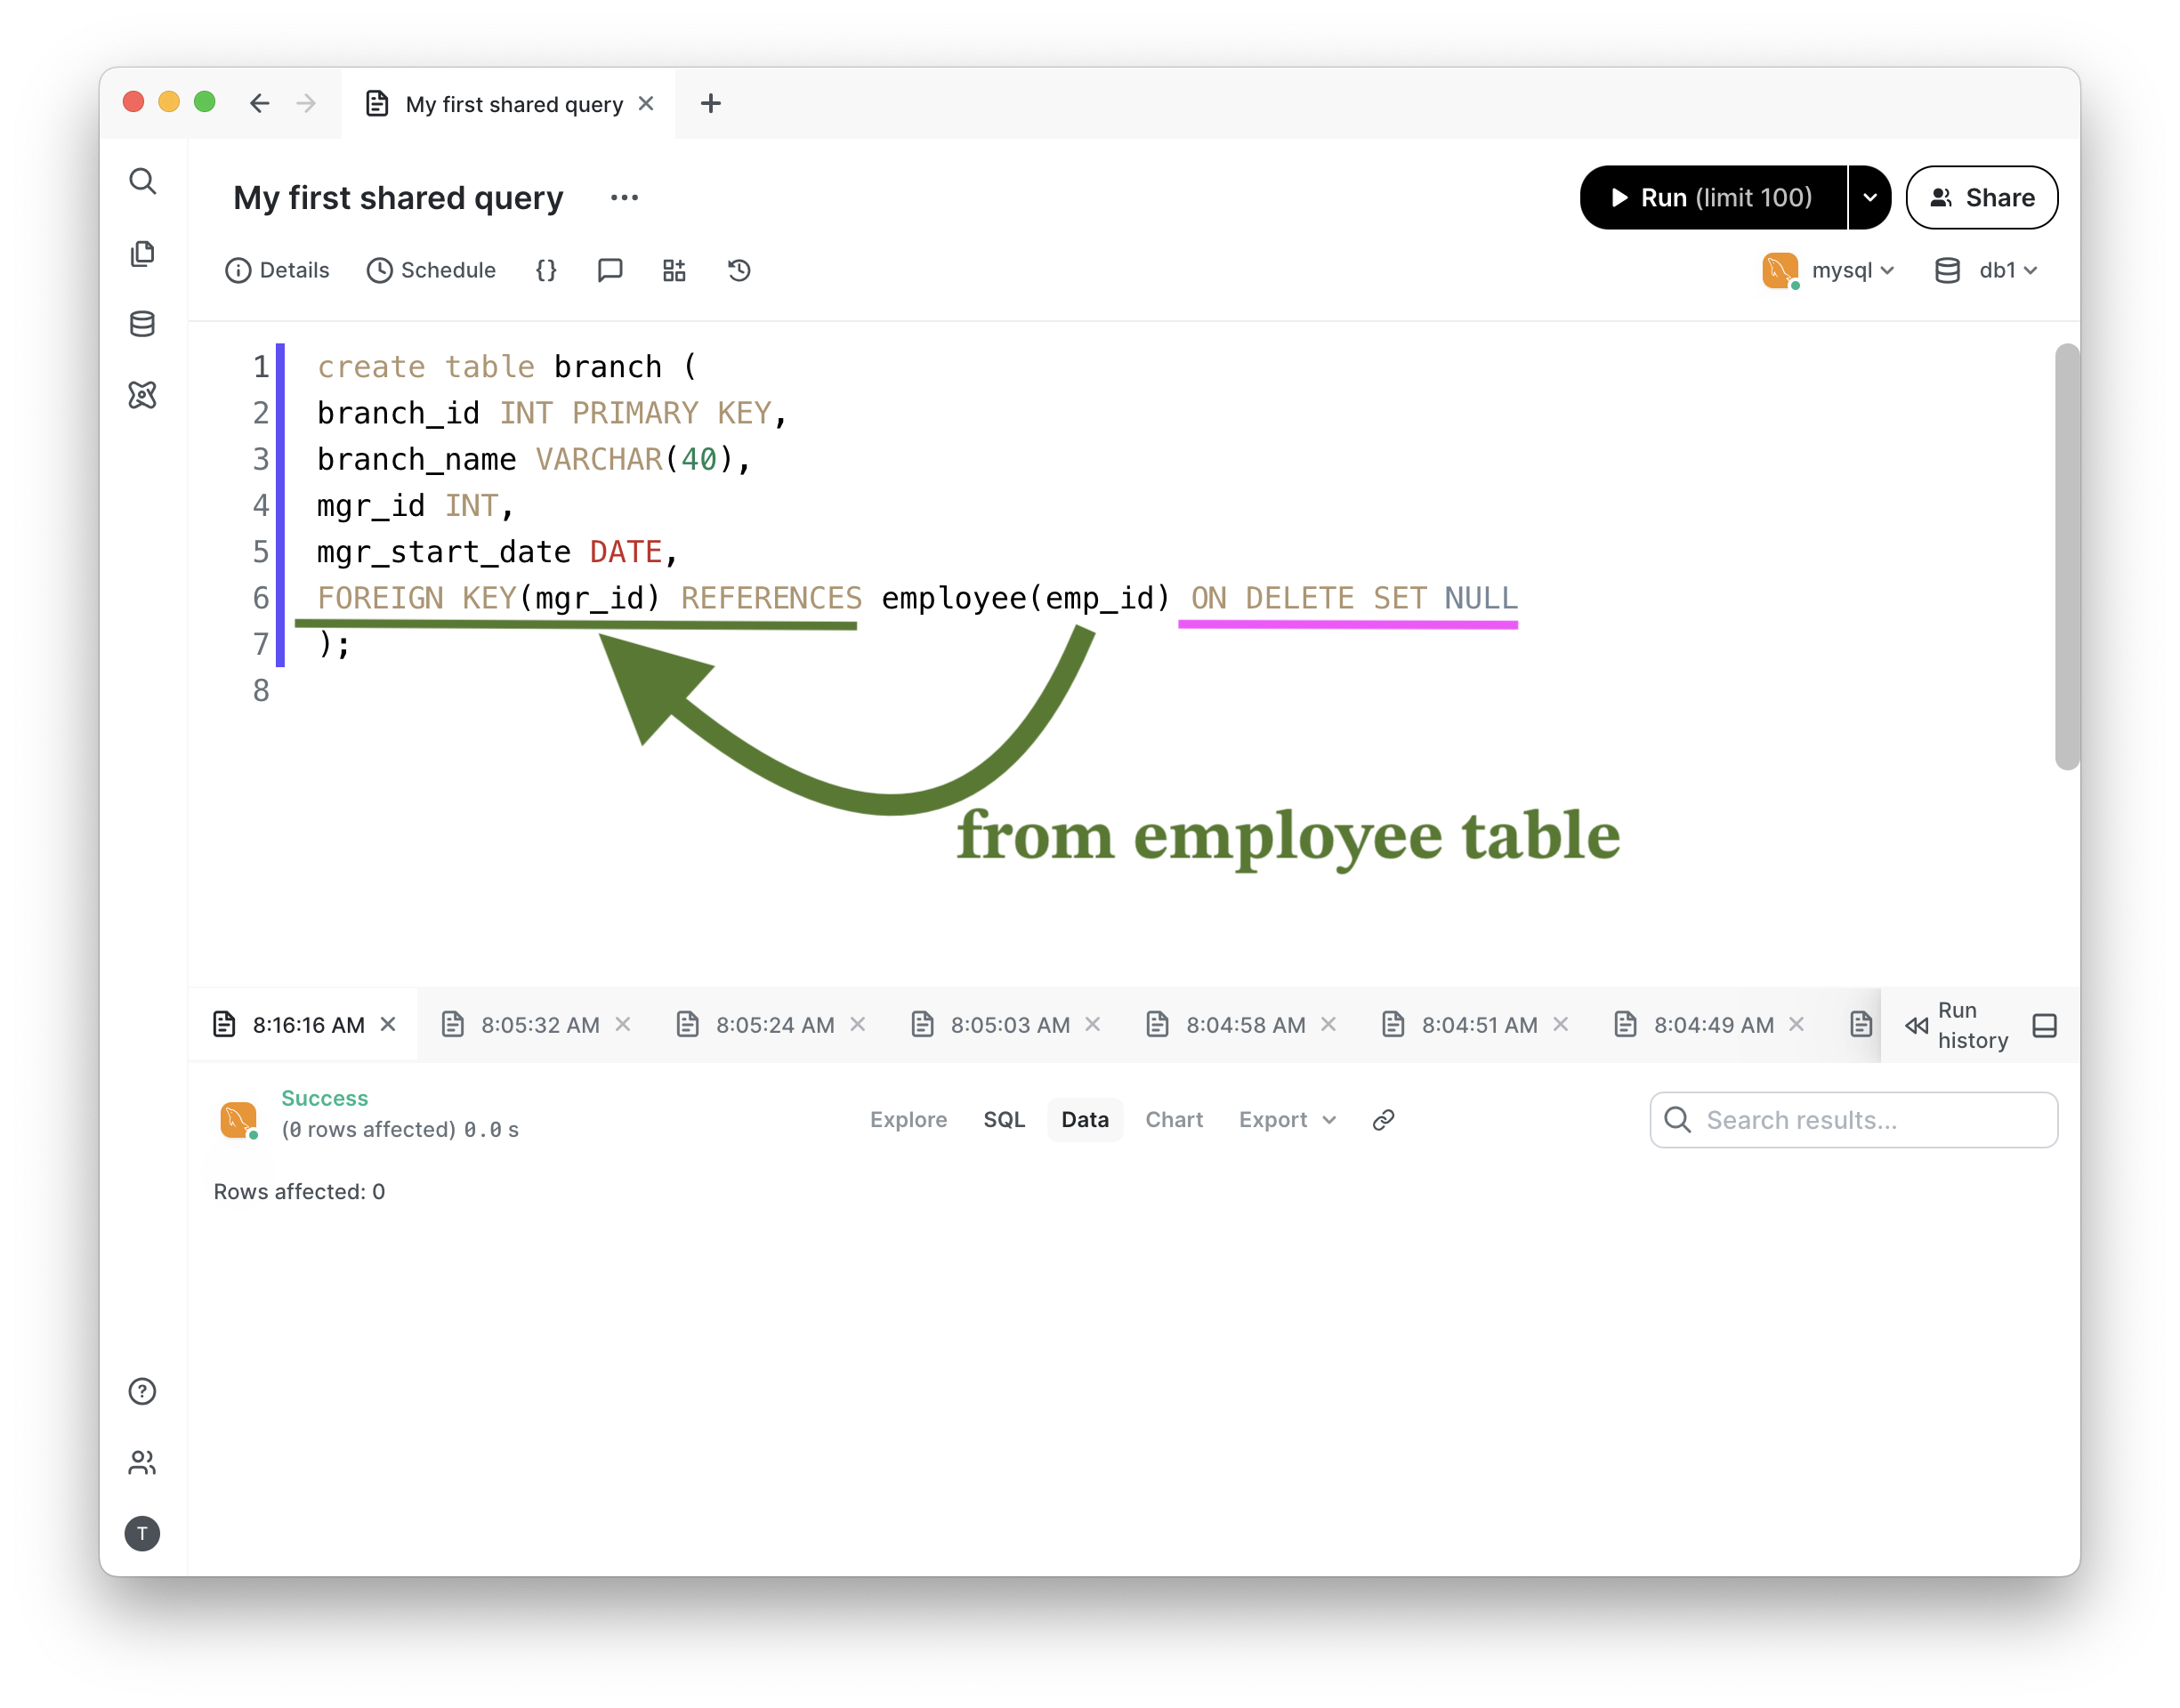 My first shared query
My first shared query
Run (limit 100)
Share
Details
Schedule
{}
mysql
db1
1 create table branch (
2 branch_id INT PRIMARY KEY,
3 branch_name VARCHAR(40),
4 mgr_id INT,
5 mgr_start_date DATE,
6 FOREIGN KEY(mgr_id) REFERENCES employee(emp_id) ON DELETE SET NULL
7 );
8
from employee table
8:16:16 AM
8:05:32 AM
8:05:24 AM
8:05:03 AM
8:04:58 AM
8:04:51 AM
8:04:49 AM
Run
history
Success
(0 rows affected) 0.0 s
Explore
SQL
Data
Chart
Export
Search results...
Rows affected: 0
T